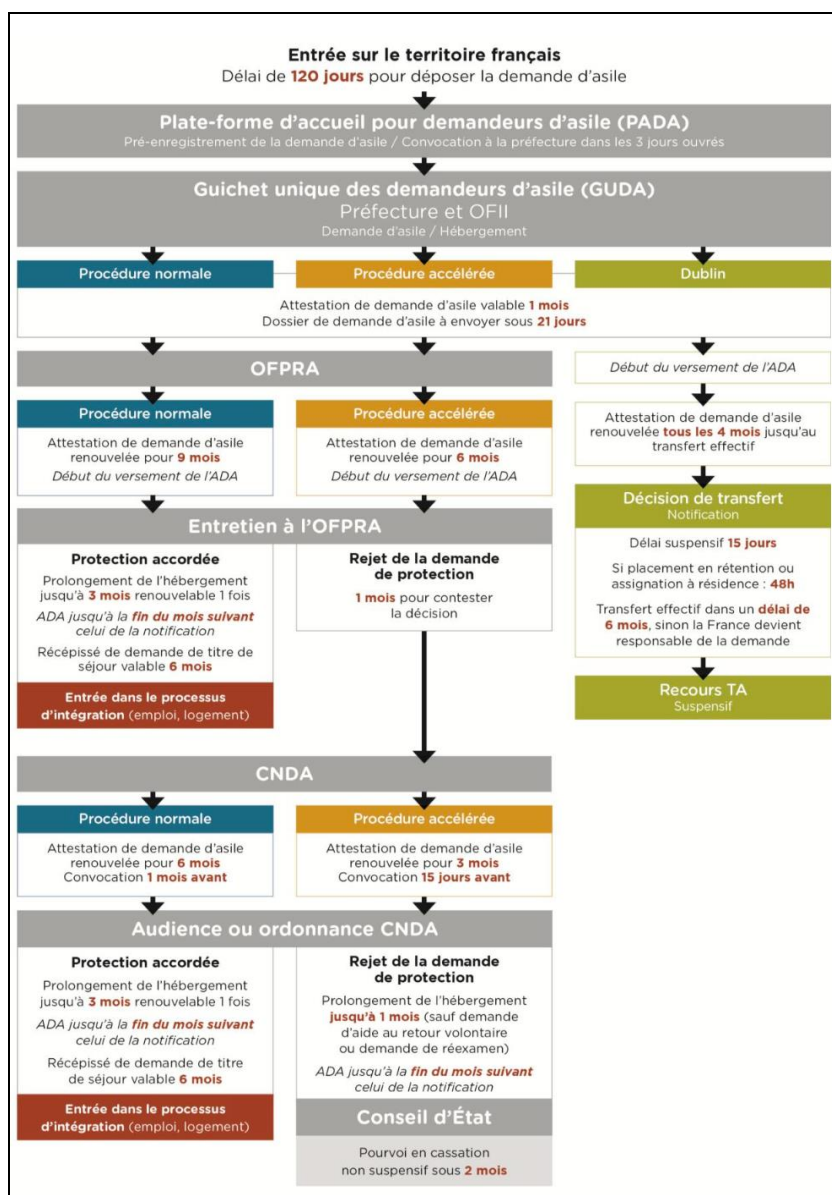 Entrée sur le territoire français
Délai de 120 jours pour déposer la demande d'asile
Plate-forme d'accueil pour demandeurs d'asile (PADA)
Pré-enregistrement de la demande d'asile / Convocation à la préfecture dans les 3 jours ouvrés
Guichet unique des demandeurs d'asile (GUDA)
Préfecture et OFII
Demande d'asile / Hébergement
Procédure normale
Procédure accélérée
Dublin
Attestation de demande d'asile valable 1 mois
Dossier de demande d'asile à envoyer sous 21 jours
OFPRA
Procédure normale
Attestation de demande d'asile
renouvelée pour 9 mois
Début du versement de l'ADA
Procédure accélérée
Attestation de demande d'asile
renouvelée pour 6 mois
Début du versement de l'ADA
Début du versement de l'ADA
Attestation de demande d'asile
renouvelée tous les 4 mois jusqu'au
transfert effectif
Décision de transfert
Notification
Délai suspensif 15 jours
Si placement en rétention ou
assignation à résidence : 48h
Transfert effectif dans un délai de
6 mois, sinon la France devient
responsable de la demande
Recours TA
Suspensif
Entretien à l'OFPRA
Protection accordée
Prolongement de l'hébergement
jusqu'à 3 mois renouvelable 1 fois
ADA jusqu'à la fin du mois suivant
celui de la notification
Récépissé de demande de titre de
séjour valable 6 mois
Entrée dans le processus
d'intégration (emploi, logement)
Rejet de la demande
de protection
1 mois pour contester
la décision
CNDA
Procédure normale
Attestation de demande d'asile
renouvelée pour 6 mois
Convocation 1 mois avant
Procédure accélérée
Attestation de demande d'asile
renouvelée pour 3 mois
Convocation 15 jours avant
Audience ou ordonnance CNDA
Protection accordée
Prolongement de l'hébergement
jusqu'à 3 mois renouvelable 1 fois
ADA jusqu'à la fin du mois suivant
celui de la notification
Récépissé de demande de titre
de séjour valable 6 mois
Entrée dans le processus
d'intégration (emploi, logement)
Rejet de la demande
de protection
Prolongement de l'hébergement
jusqu'à 1 mois (sauf demande
d'aide au retour volontaire
ou demande de réexamen)
ADA jusqu'à la fin du mois suivant
celui de la notification
Conseil d'État
Pourvoi en cassation
non suspensif sous 2 mois